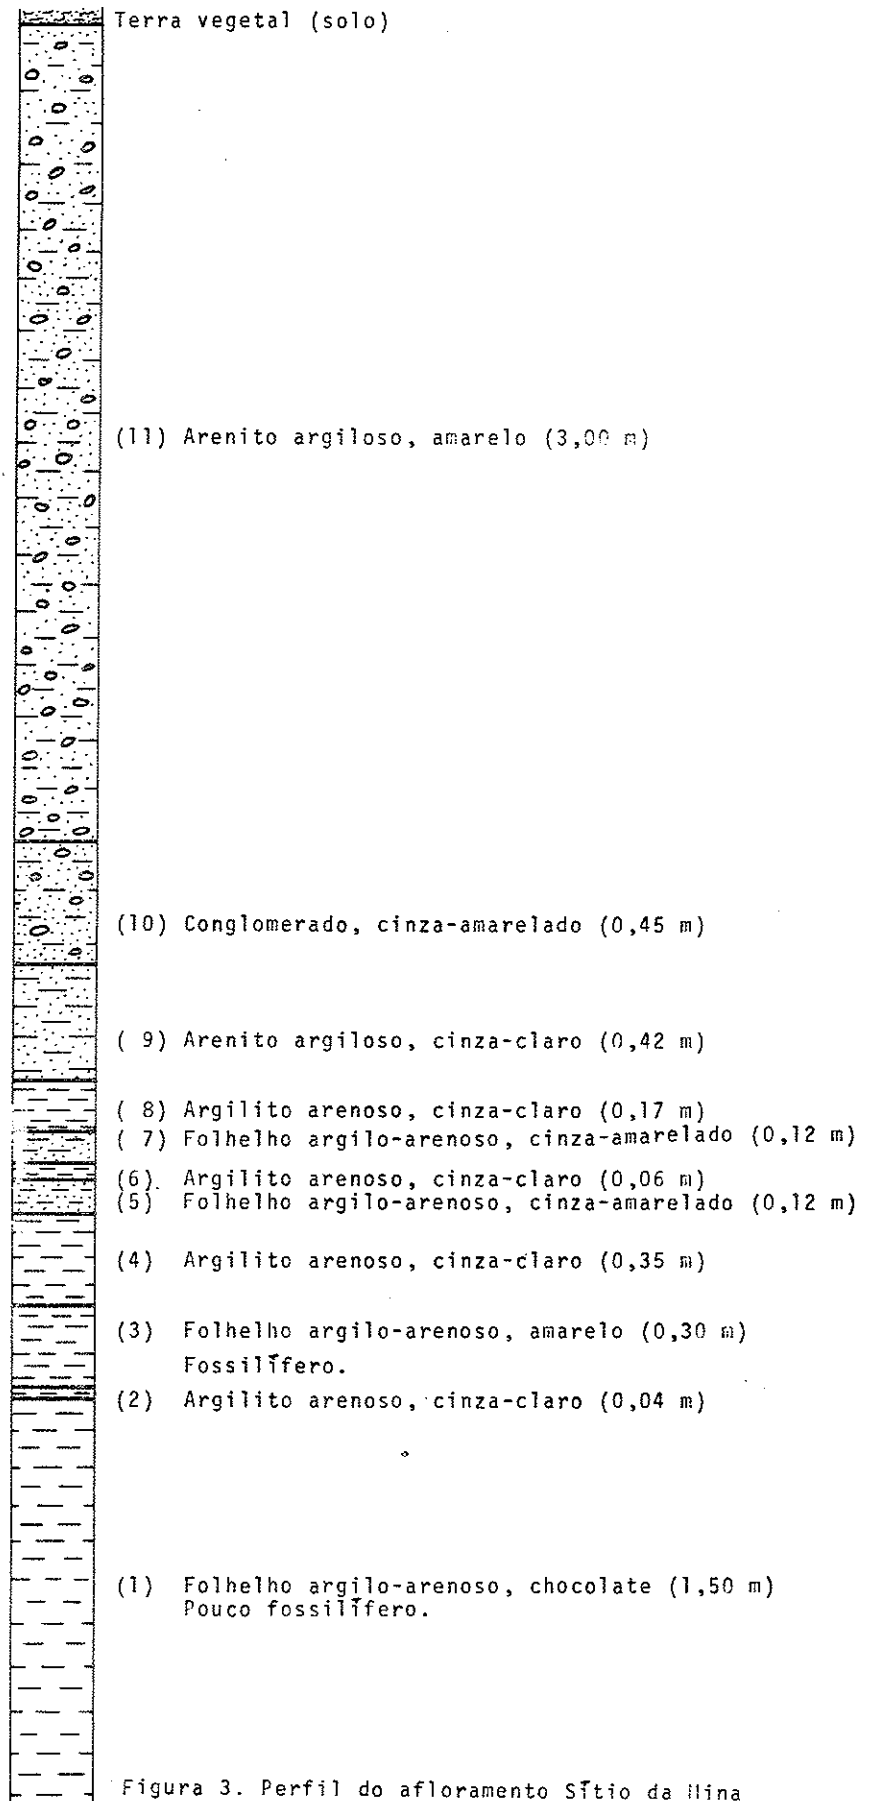 Terra vegetal (solo)
(11) Arenito argiloso, amarelo (3,00 m)
(10) Conglomerado, cinza-amarelado (0,45 m)
( 9) Arenito argiloso, cinza-claro (0,42 m)
( 8) Argilito arenoso, cinza-claro (0,17 m)
( 7) Folhelho argilo-arenoso, cinza-amarelado (0,12 m)
(6). Argilito arenoso, cinza-claro (0,06 m)
(5) Folhelho argilo-arenoso, cinza-amarelado (0,12 m)
(4) Argilito arenoso, cinza-claro (0,35 m)
(3) Folhelho argilo-arenoso, amarelo (0,30 m)
Fossilífero.
(2) Argilito arenoso, cinza-claro (0,04 m)
(1) Folhelho argilo-arenoso, chocolate (1,50 m)
Pouco fossilífero.
Figura 3. Perfil do afloramento Sítio da Mina